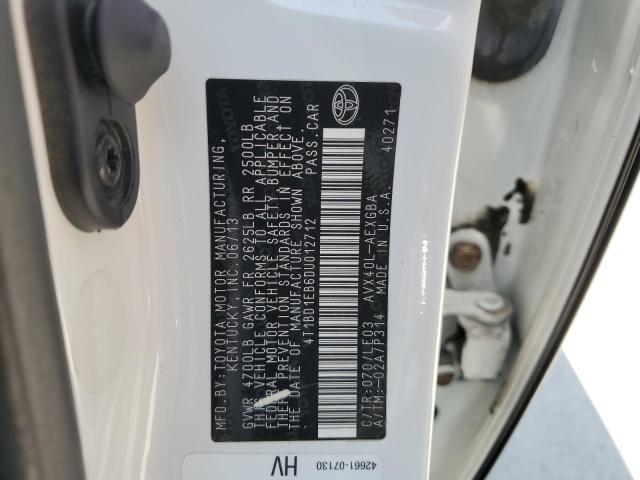 MFD. BY: TOYOTA MOTOR MANUFACTURING,
KENTUCKY, INC. 06/13
GVWR 4700LB GAWR FR 2625LB RR 2500LB
THIS VEHICLE CONFORMS TO ALL APPLICABLE
FEDERAL MOTOR VEHICLE SAFETY, BUMPER, AND
THEFT PREVENTION STANDARDS IN EFFECT ON
THE DATE OF MANUFACTURE SHOWN ABOVE.
4T1BD1EB6DU012712 PASS. CAR
C/TR: 070/LE03 AVX40L-AEXGBA
A/TM: -02A/P314 MADE IN U.S.A. 40271
42661-07130
HV